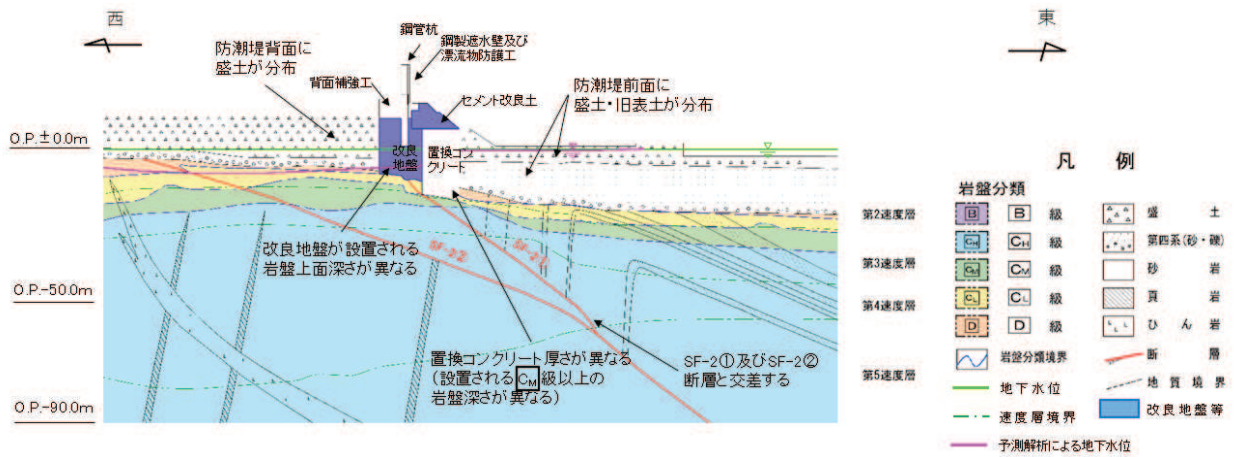 西
東
鋼管杭
鋼製遮水壁及び
漂流物防護工
防潮堤背面に
盛土が分布
背面補強工
セメント改良土
防潮堤前面に
盛土・旧表土が分布
O.P.±0.0m
改良
地盤
置換コン
クリート
改良地盤が設置される
岩盤上面深さが異なる
SF-2②
SF-2①
O.P.-50.0m
置換コンクリート厚さが異なる
(設置されるCM級以上の
岩盤深さが異なる)
SF-2①及びSF-2②
断層と交差する
O.P.-90.0m
第2速度層
第3速度層
第4速度層
第5速度層
凡 例
岩盤分類
B B 級
CH CH 級
CM CM 級
CL CL 級
D D 級
岩盤分類境界
地下水位
速度層境界
予測解析による地下水位
盛 土
第四系(砂・礫)
砂 岩
頁 岩
ひ ん 岩
断 層
地 質 境 界
改良地盤等